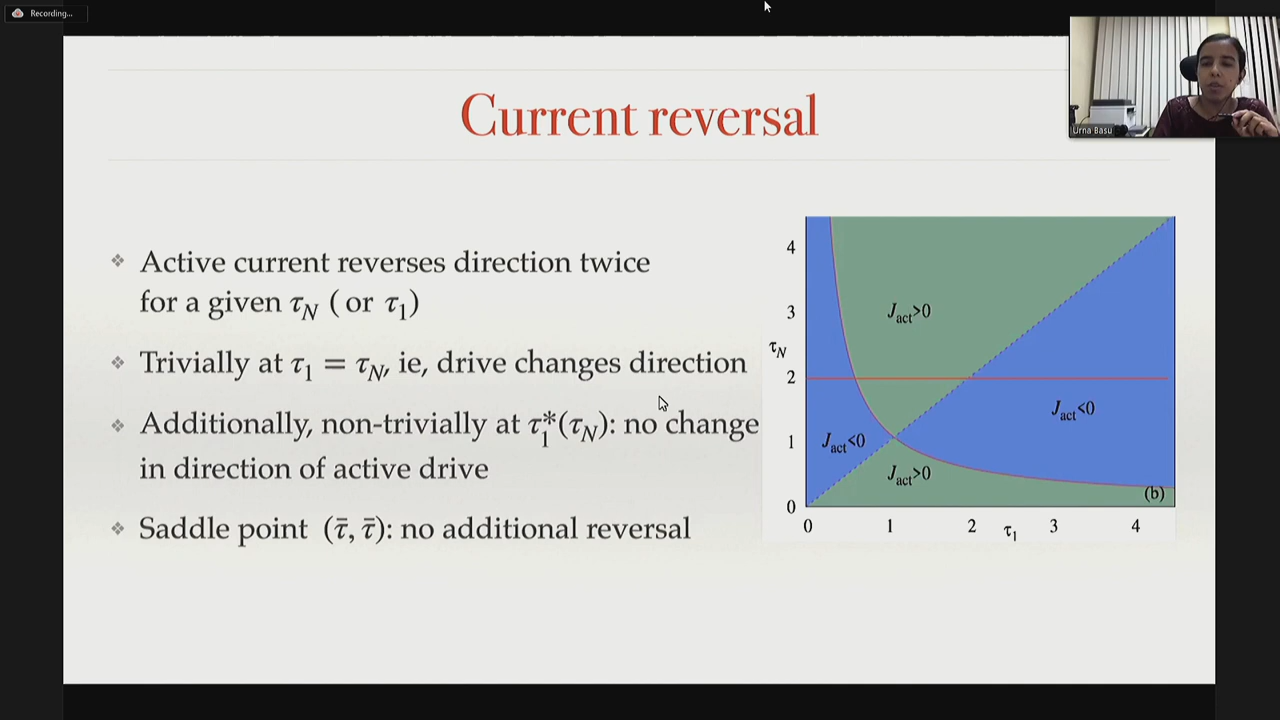 Recording...
Urna Basu
Current reversal
❖ Active current reverses direction twice
for a given τ_N ( or τ_1)
❖ Trivially at τ_1 = τ_N, ie, drive changes direction
❖ Additionally, non-trivially at τ_1^*(τ_N): no change
in direction of active drive
❖ Saddle point (τ̄, τ̄): no additional reversal
4
3
τ_N
2
1
0
J_act>0
J_act<0
J_act<0
J_act>0
(b)
0 1 2 τ_1 3 4